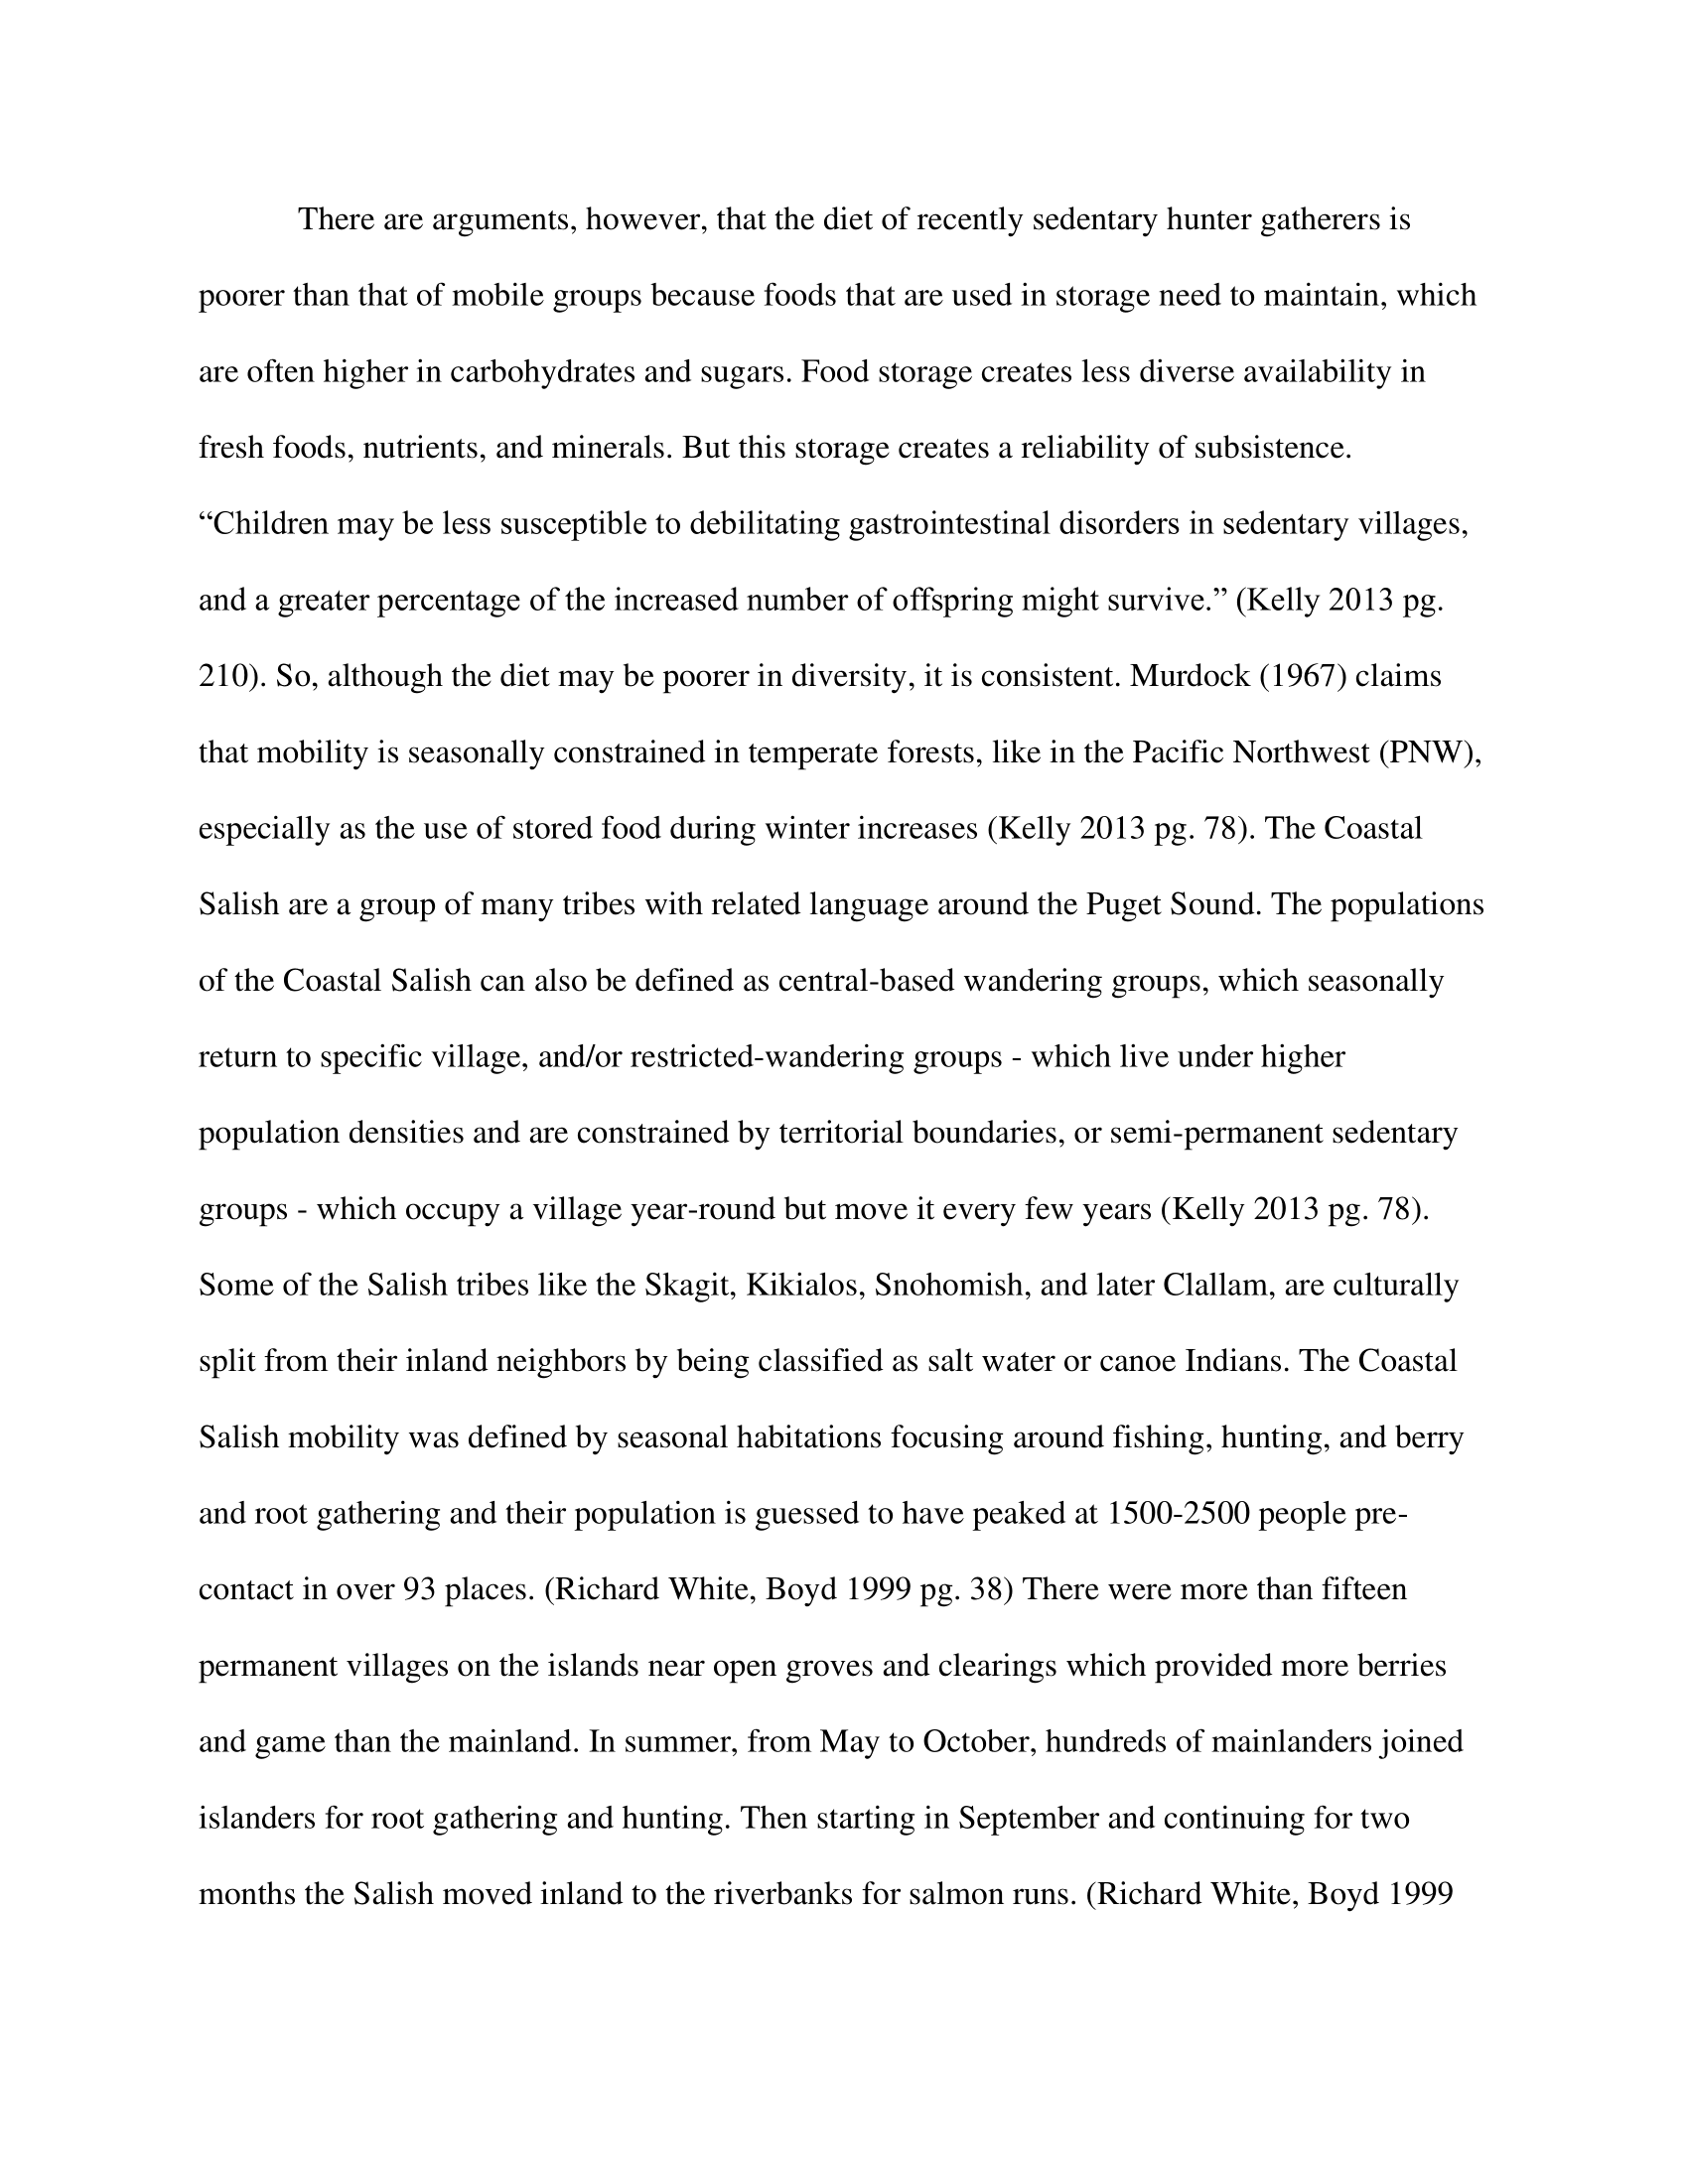 There are arguments, however, that the diet of recently sedentary hunter gatherers is
poorer than that of mobile groups because foods that are used in storage need to maintain, which
are often higher in carbohydrates and sugars. Food storage creates less diverse availability in
fresh foods, nutrients, and minerals. But this storage creates a reliability of subsistence.
“Children may be less susceptible to debilitating gastrointestinal disorders in sedentary villages,
and a greater percentage of the increased number of offspring might survive.” (Kelly 2013 pg.
210). So, although the diet may be poorer in diversity, it is consistent. Murdock (1967) claims
that mobility is seasonally constrained in temperate forests, like in the Pacific Northwest (PNW),
especially as the use of stored food during winter increases (Kelly 2013 pg. 78). The Coastal
Salish are a group of many tribes with related language around the Puget Sound. The populations
of the Coastal Salish can also be defined as central-based wandering groups, which seasonally
return to specific village, and/or restricted-wandering groups - which live under higher
population densities and are constrained by territorial boundaries, or semi-permanent sedentary
groups - which occupy a village year-round but move it every few years (Kelly 2013 pg. 78).
Some of the Salish tribes like the Skagit, Kikialos, Snohomish, and later Clallam, are culturally
split from their inland neighbors by being classified as salt water or canoe Indians. The Coastal
Salish mobility was defined by seasonal habitations focusing around fishing, hunting, and berry
and root gathering and their population is guessed to have peaked at 1500-2500 people pre-
contact in over 93 places. (Richard White, Boyd 1999 pg. 38) There were more than fifteen
permanent villages on the islands near open groves and clearings which provided more berries
and game than the mainland. In summer, from May to October, hundreds of mainlanders joined
islanders for root gathering and hunting. Then starting in September and continuing for two
months the Salish moved inland to the riverbanks for salmon runs. (Richard White, Boyd 1999